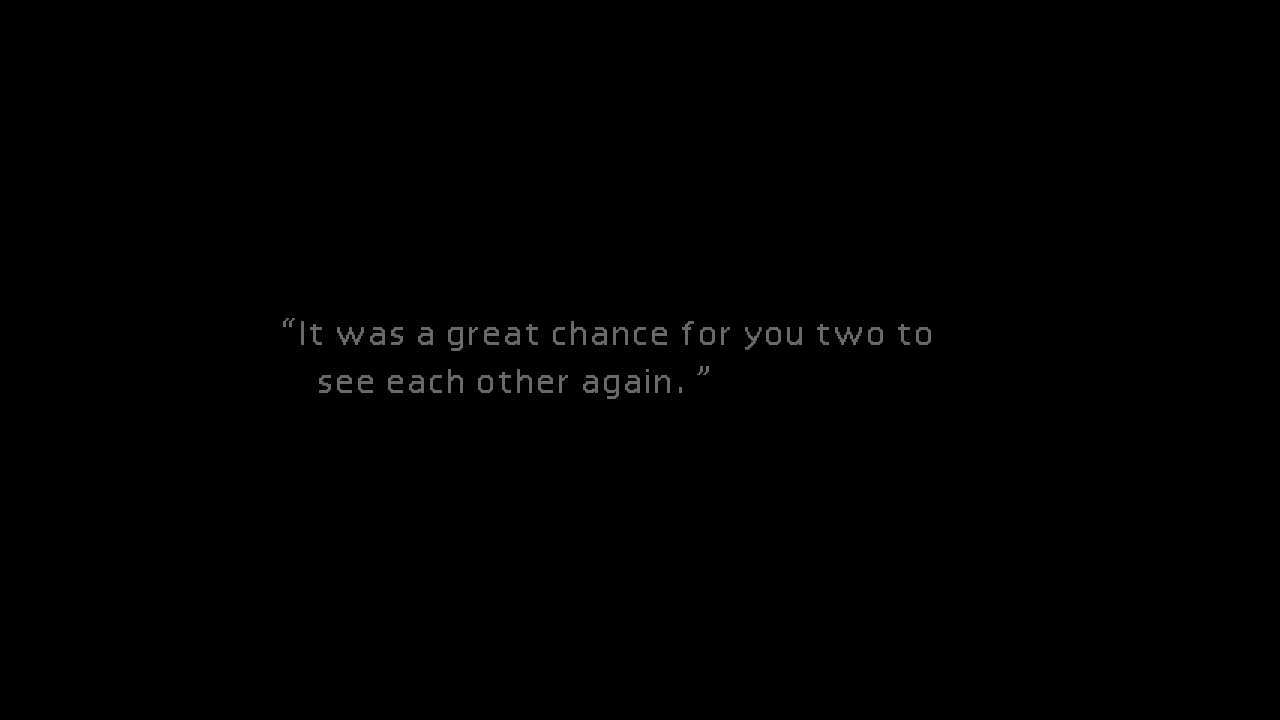 “It was a great chance for you two to
see each other again. ”